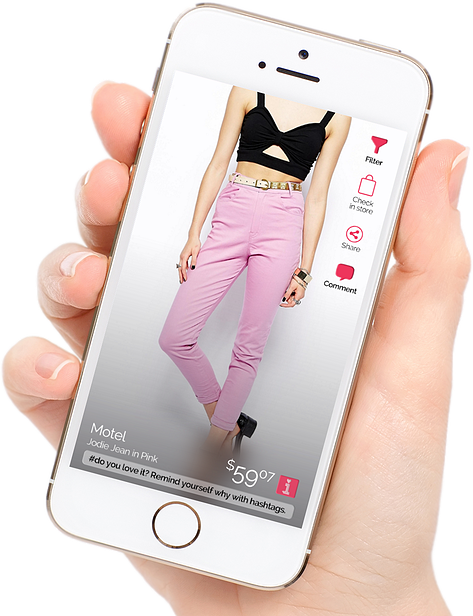 Filter
Check
in store
Share
Comment
Motel
Jodie Jean in Pink
$59.07
#do you love it? Remind yourself why with hashtags.